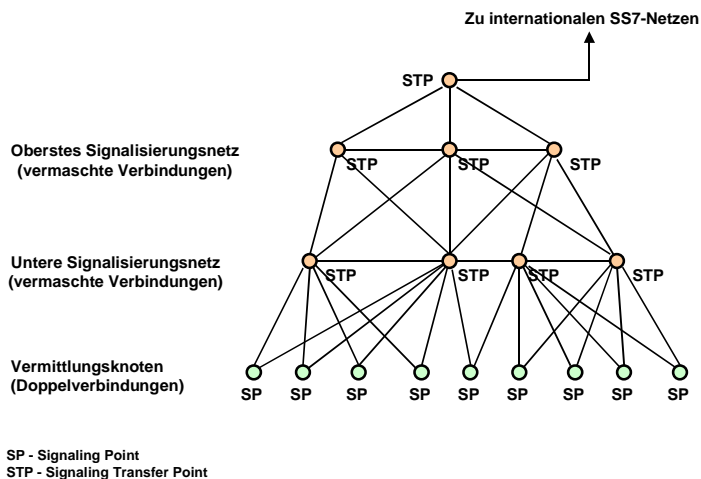 Zu internationalen SS7-Netzen
STP
Oberstes Signalisierungsnetz
(vermaschte Verbindungen)
STP STP STP
Untere Signalisierungsnetz
(vermaschte Verbindungen)
STP STP STP STP
Vermittlungsknoten
(Doppelverbindungen)
SP SP SP SP SP SP SP SP SP
SP - Signaling Point
STP - Signaling Transfer Point